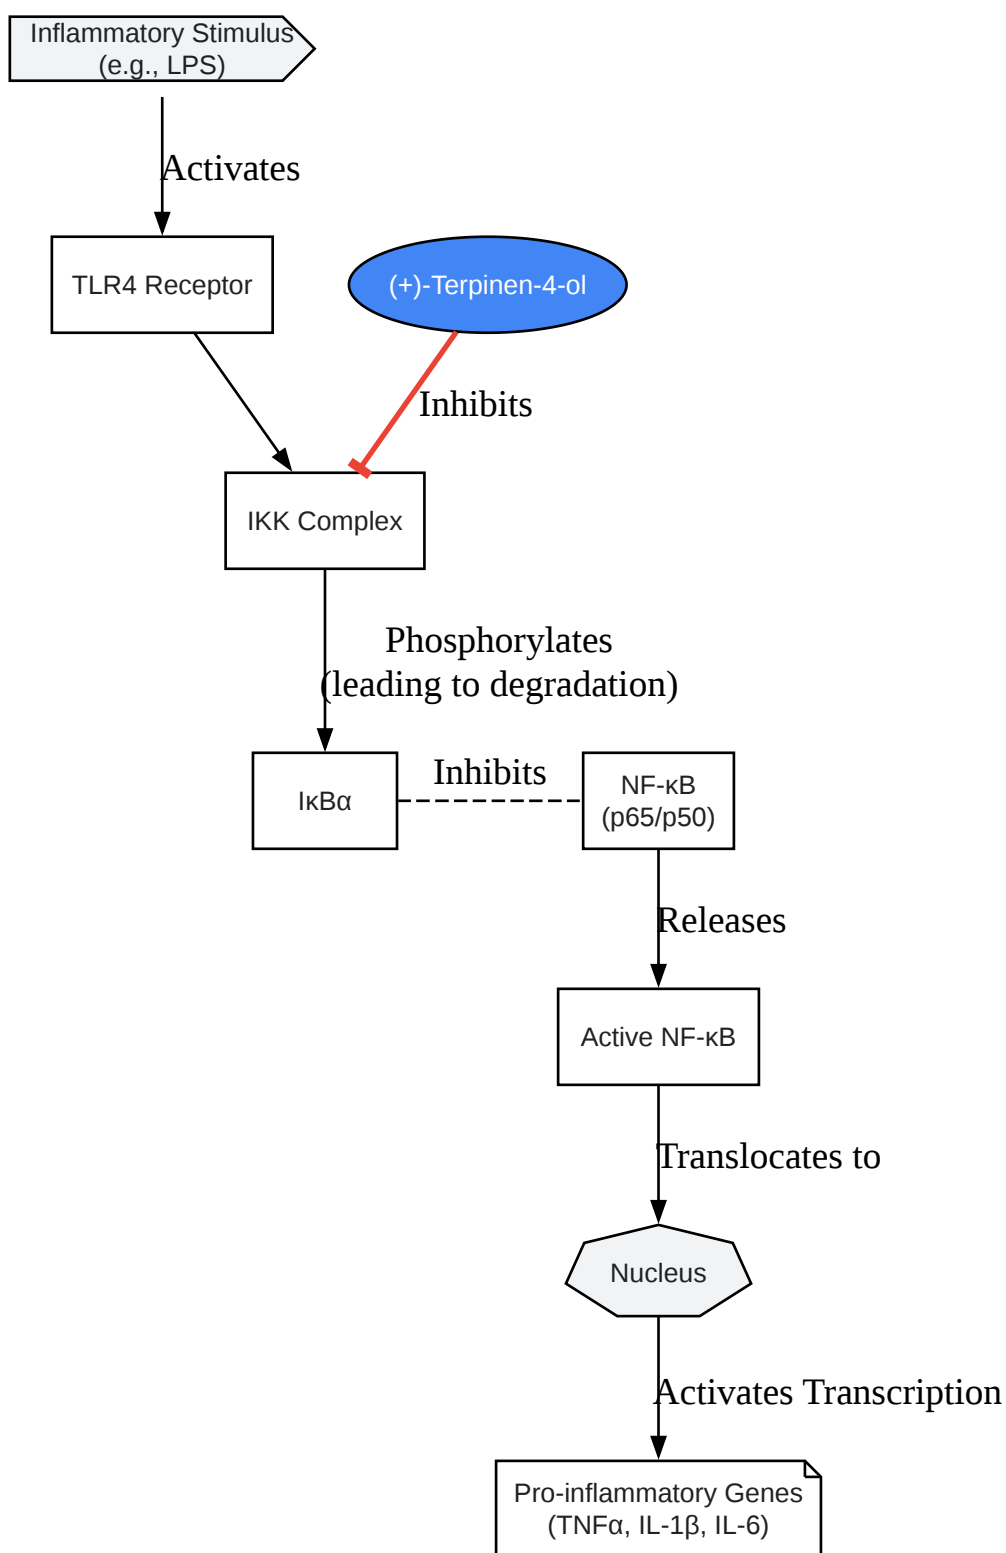 Inflammatory Stimulus
(e.g., LPS)
Activates
TLR4 Receptor
(+)-Terpinen-4-ol
Inhibits
IKK Complex
Phosphorylates
(leading to degradation)
IκBα
Inhibits
NF-κB
(p65/p50)
Releases
Active NF-κB
Translocates to
Nucleus
Activates Transcription
Pro-inflammatory Genes
(TNFα, IL-1β, IL-6)